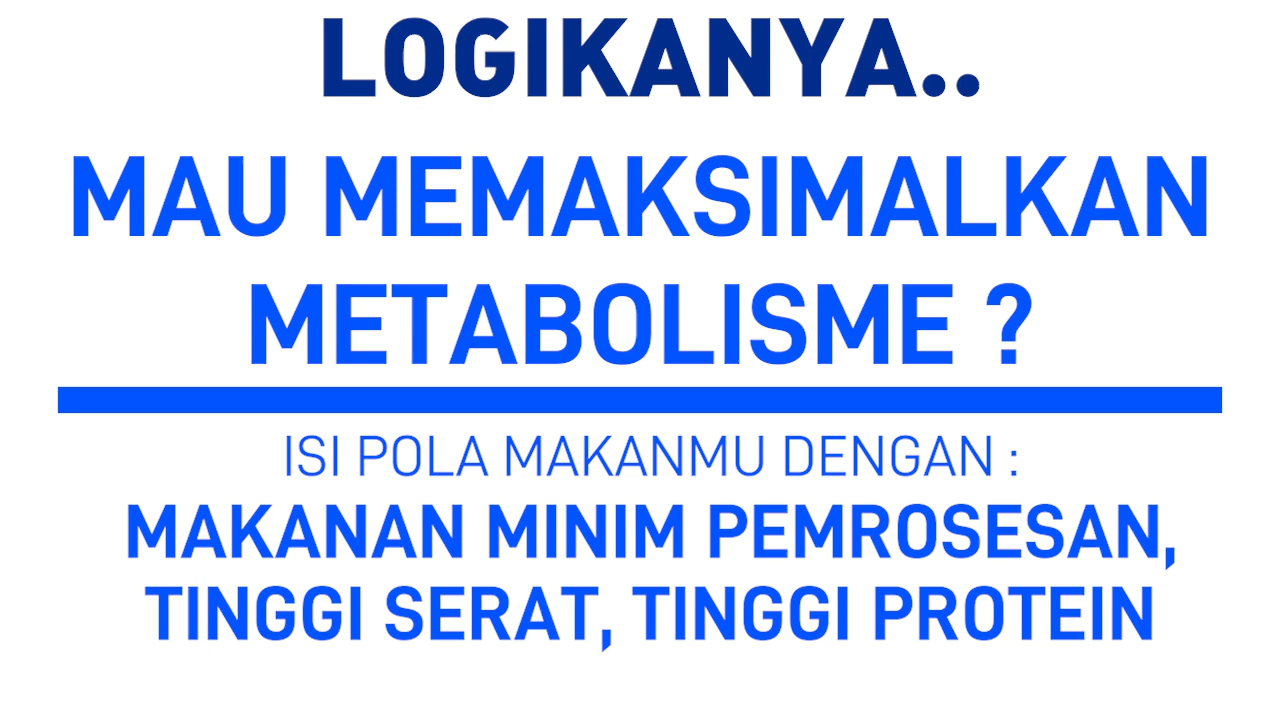 LOGIKANYA..
MAU MEMAKSIMALKAN
METABOLISME ?
ISI POLA MAKANMU DENGAN :
MAKANAN MINIM PEMROSESAN,
TINGGI SERAT, TINGGI PROTEIN